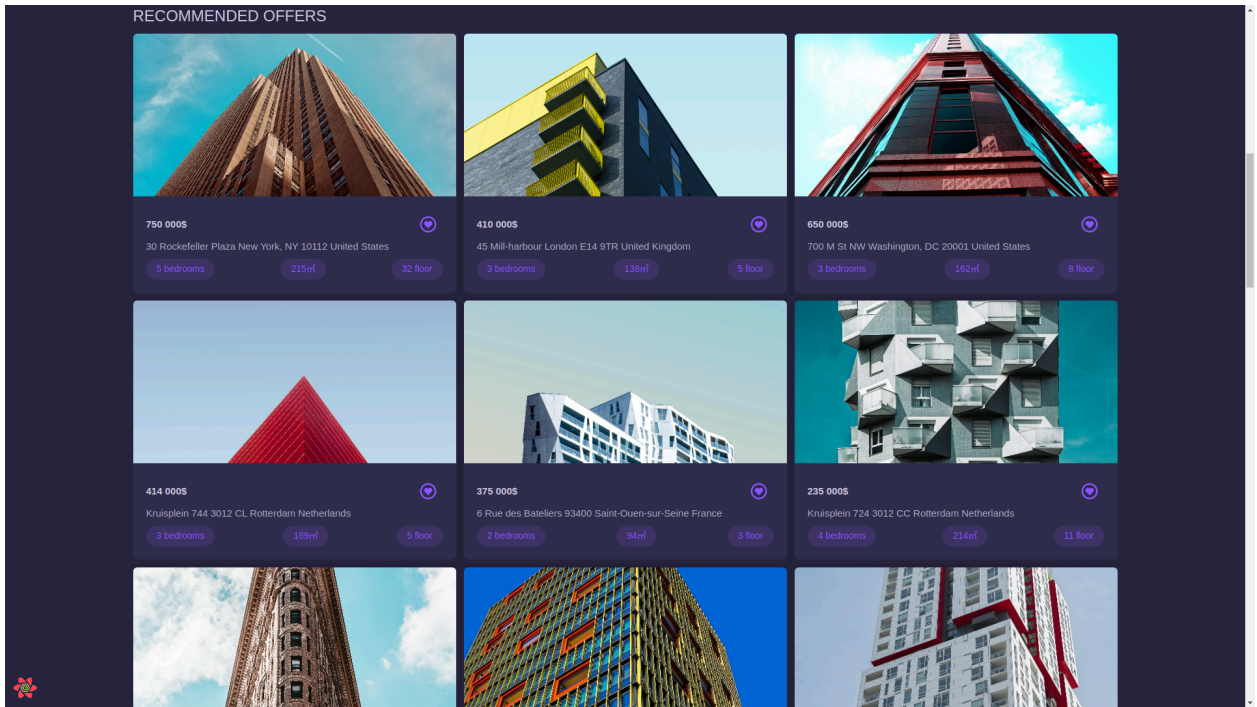 RECOMMENDED OFFERS
750 000$
30 Rockefeller Plaza New York, NY 10112 United States
5 bedrooms 215㎡ 32 floor
410 000$
45 Mill-harbour London E14 9TR United Kingdom
3 bedrooms 138㎡ 5 floor
650 000$
700 M St NW Washington, DC 20001 United States
3 bedrooms 162㎡ 8 floor
414 000$
Kruisplein 744 3012 CL Rotterdam Netherlands
3 bedrooms 189㎡ 5 floor
375 000$
6 Rue des Bateliers 93400 Saint-Ouen-sur-Seine France
2 bedrooms 94㎡ 3 floor
235 000$
Kruisplein 724 3012 CC Rotterdam Netherlands
4 bedrooms 214㎡ 11 floor